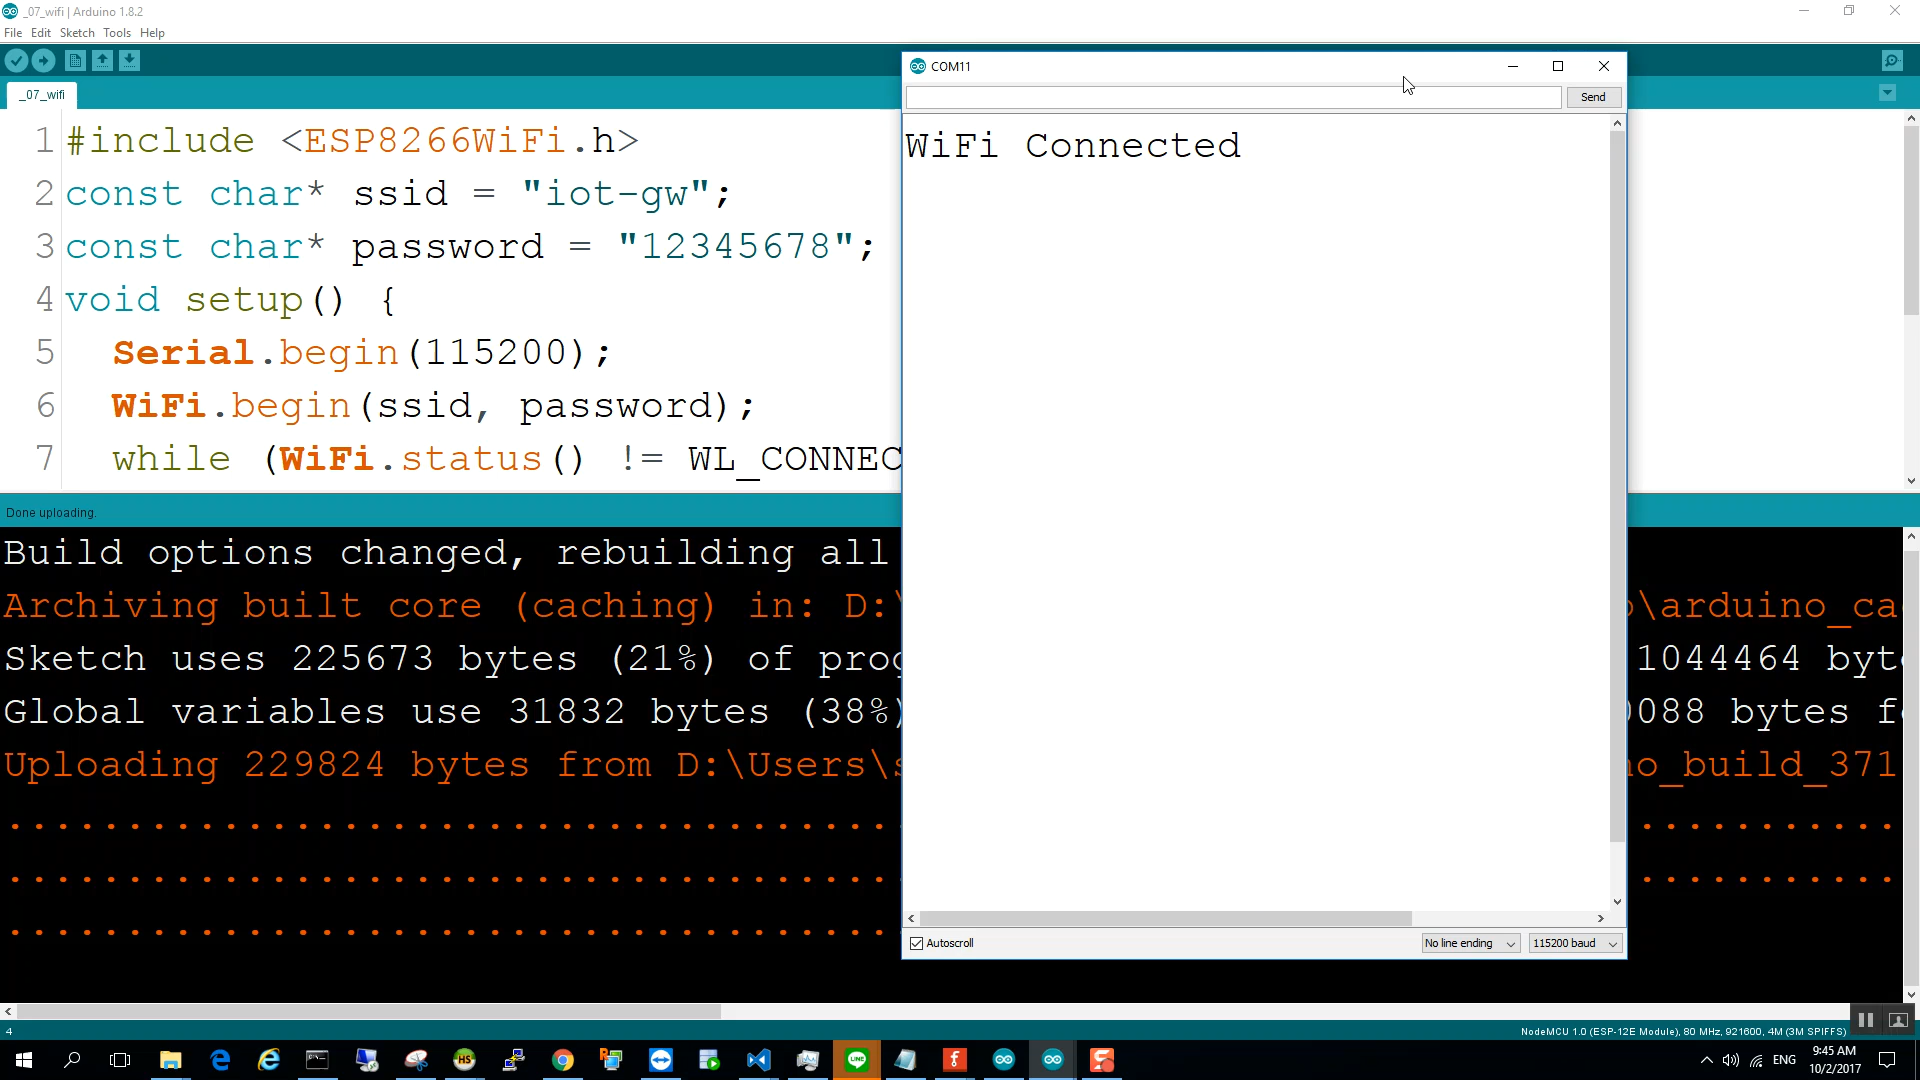 _07_wifi | Arduino 1.8.2
File Edit Sketch Tools Help
_07_wifi
1 #include <ESP8266WiFi.h>
2 const char* ssid = "iot-gw";
3 const char* password = "12345678";
4 void setup() {
5 Serial.begin(115200);
6 WiFi.begin(ssid, password);
7 while (WiFi.status() != WL_CONNEC
COM11
Send
WiFi Connected
Autoscroll
No line ending
115200 baud
Done uploading.
Build options changed, rebuilding all
Archiving built core (caching) in: D:\ \arduino_ca
Sketch uses 225673 bytes (21%) of prog 1044464 byt
Global variables use 31832 bytes (38%) 0088 bytes f
Uploading 229824 bytes from D:\Users\s no_build_371
................................................
................................................
.....................................
4
NodeMCU 1.0 (ESP-12E Module), 80 MHz, 921600, 4M (3M SPIFFS)
HS
LINE
ENG
9:45 AM
10/2/2017